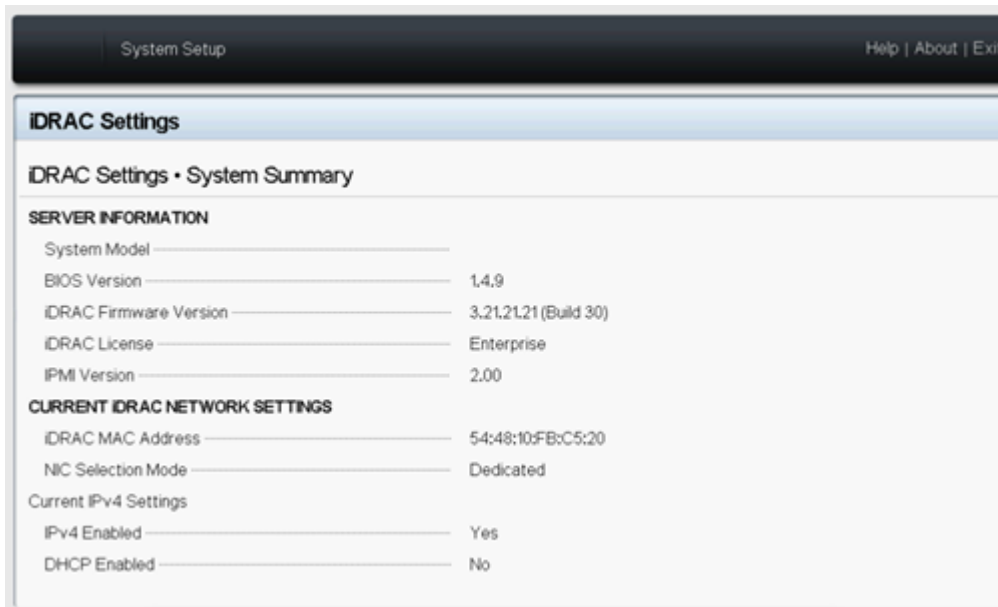 System Setup
Help | About | Exi
iDRAC Settings
iDRAC Settings • System Summary
SERVER INFORMATION
System Model
BIOS Version 1.4.9
iDRAC Firmware Version 3.21.21.21 (Build 30)
iDRAC License Enterprise
IPMI Version 2.00
CURRENT iDRAC NETWORK SETTINGS
iDRAC MAC Address 54:48:10:FB:C5:20
NIC Selection Mode Dedicated
Current IPv4 Settings
IPv4 Enabled Yes
DHCP Enabled No